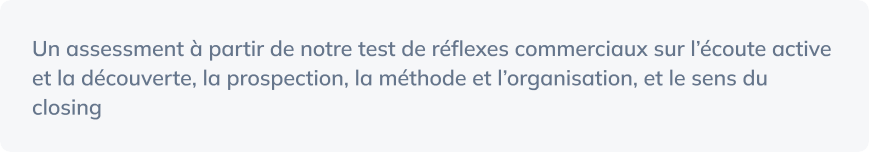 Un assessment à partir de notre test de réflexes commerciaux sur l’écoute active
et la découverte, la prospection, la méthode et l’organisation, et le sens du
closing